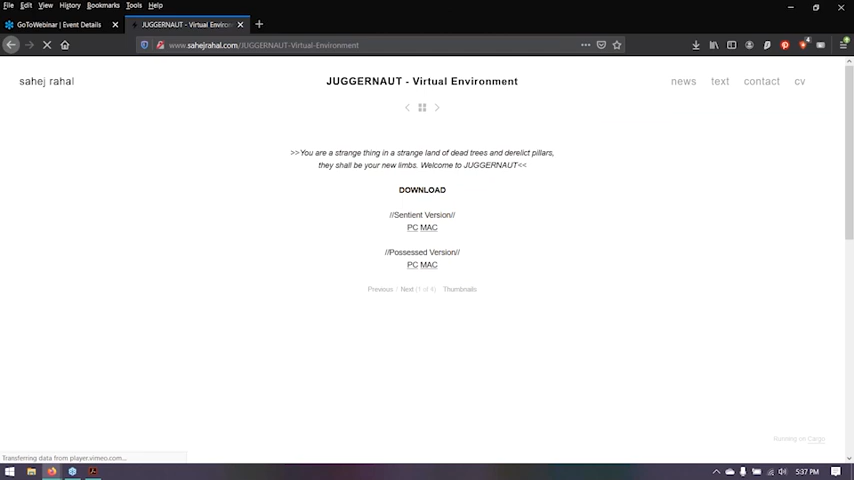 File Edit View History Bookmarks Tools Help
GoToWebinar | Event Details
JUGGERNAUT - Virtual Environ
www.sahejrahal.com/JUGGERNAUT-Virtual-Environment
sahej rahal
JUGGERNAUT - Virtual Environment
news text contact cv
>>You are a strange thing in a strange land of dead trees and derelict pillars,
they shall be your new limbs. Welcome to JUGGERNAUT<<
DOWNLOAD
//Sentient Version//
PC MAC
//Possessed Version//
PC MAC
Previous | Next (1 of 4) Thumbnails
Running on Cargo
Transferring data from player.vimeo.com...
5:37 PM